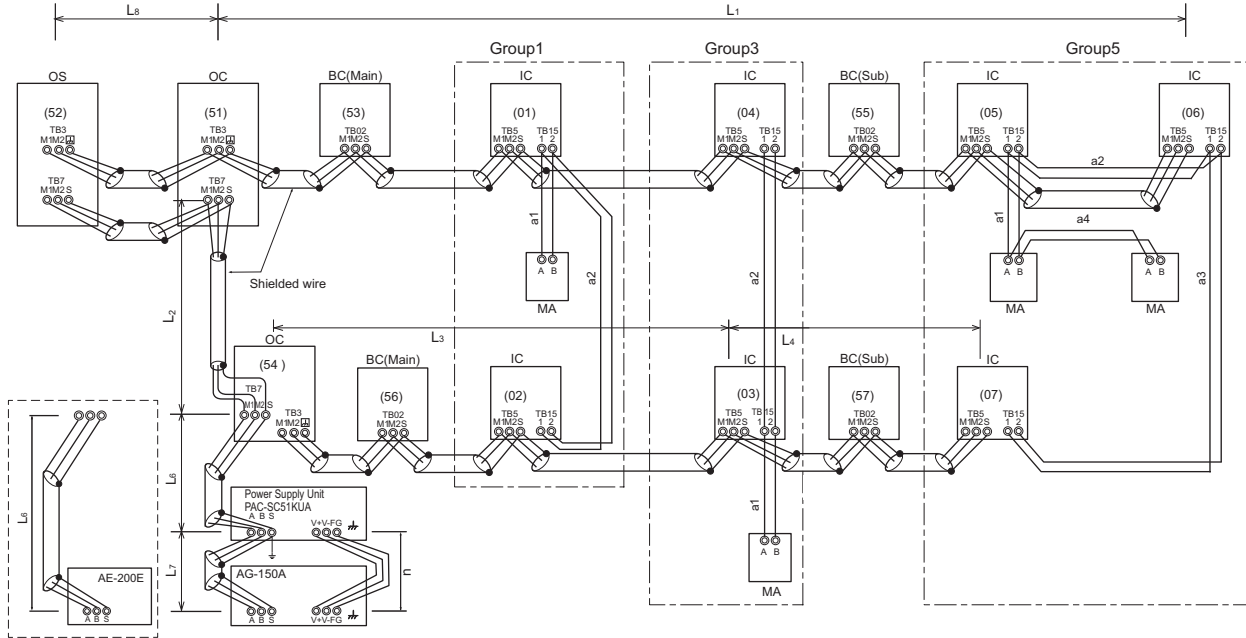 L8
L1
Group1
Group3
Group5
OS
OC
BC(Main)
IC
IC
BC(Sub)
IC
IC
(52)
(51)
(53)
(01)
(04)
(55)
(05)
(06)
TB3
M1M2
TB3
M1M2
TB02
M1M2S
TB5
M1M2S
TB15
1 2
TB5
M1M2S
TB15
1 2
TB02
M1M2S
TB5
M1M2S
TB15
1 2
TB5
M1M2S
TB15
1 2
TB7
M1M2S
TB7
M1M2 S
a2
a1
a2
a2
a1
a4
a3
A B
MA
A B
MA
A B
MA
Shielded wire
L2
L3
L4
OC
BC(Main)
IC
IC
BC(Sub)
IC
(54 )
(56)
(02)
(03)
(57)
(07)
TB7
M1M2S
TB3
M1M2
TB02
M1M2S
TB5
M1M2S
TB15
1 2
TB5
M1M2S
TB15
1 2
TB02
M1M2S
TB5
M1M2S
TB15
1 2
a1
A B
MA
L6
L6
Power Supply Unit
PAC-SC51KUA
A B S
V+V-FG
L7
n
AE-200E
A B S
AG-150A
A B S
V+V-FG